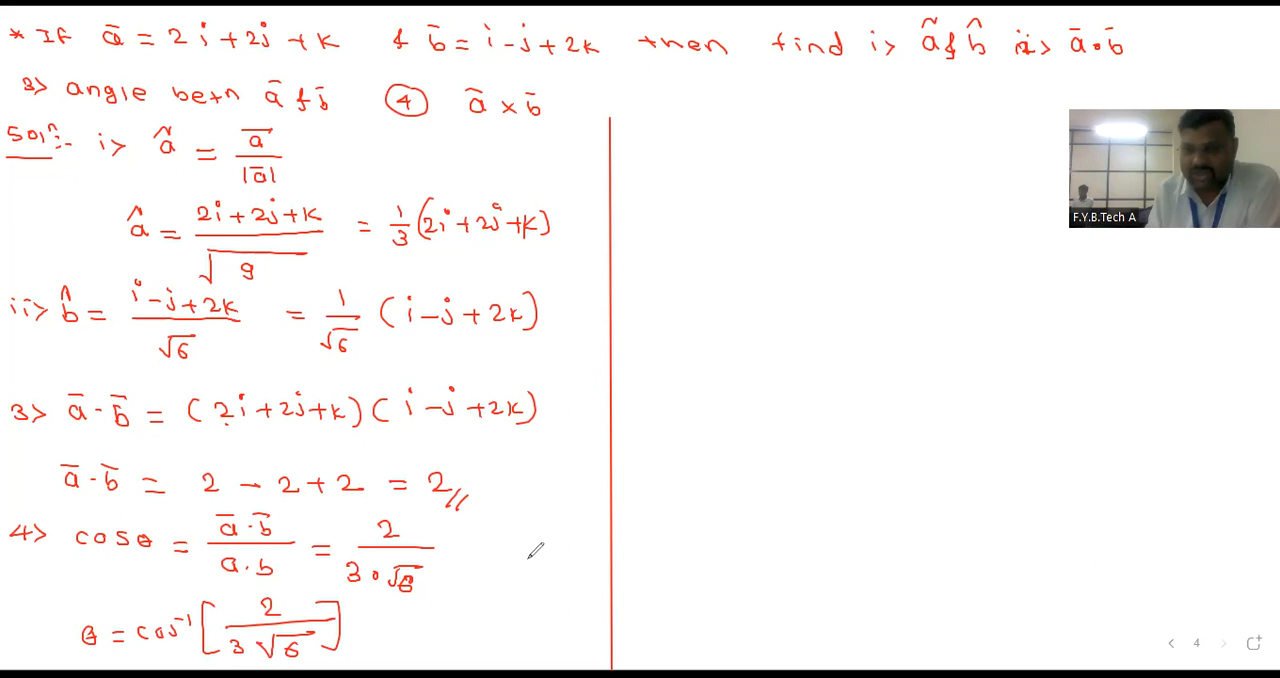 * If a̅ = 2i + 2j + k & b̅ = i - j + 2k then find i> ã & b̂ ii> a̅ • b̅
3> angle betn a̅ & b̅ ④ a̅ × b̅
Solⁿ:- i> â = a̅ / |a̅|
â = (2i + 2j + k) / √9 = 1/3 (2i + 2j + k)
ii> b̂ = (i - j + 2k) / √6 = 1/√6 (i - j + 2k)
3> a̅ · b̅ = (2i + 2j + k) (i - j + 2k)
a̅ · b̅ = 2 - 2 + 2 = 2 //
4> cosθ = a̅ · b̅ / a · b = 2 / 3 • √6
θ = cos⁻¹ [ 2 / 3√6 ]
F.Y.B.Tech A
4